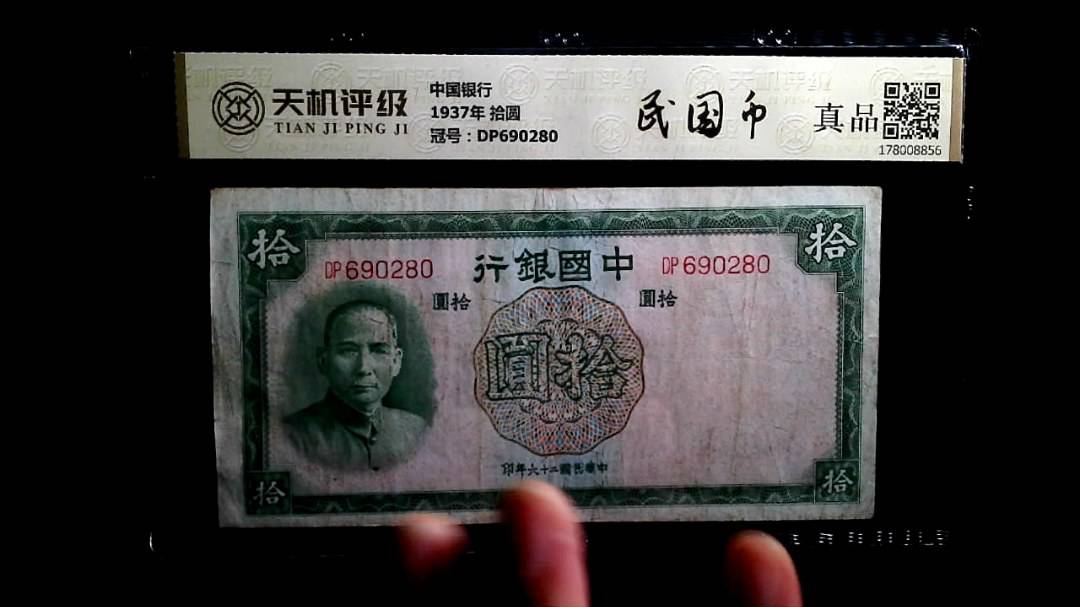 天机评级
TIAN JI PING JI
中国银行
1937年 拾圆
冠号：DP690280
民国币
真品
178008856
拾
拾
DP690280
行銀國中
DP690280
圓拾
圓拾
圓拾
印年六十二國民華中
拾
拾